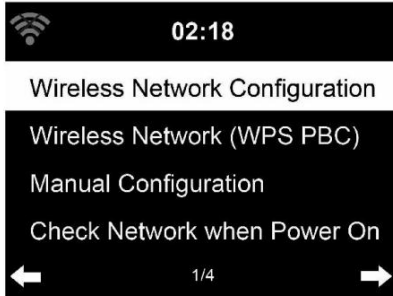 02:18
Wireless Network Configuration
Wireless Network (WPS PBC)
Manual Configuration
Check Network when Power On
1/4